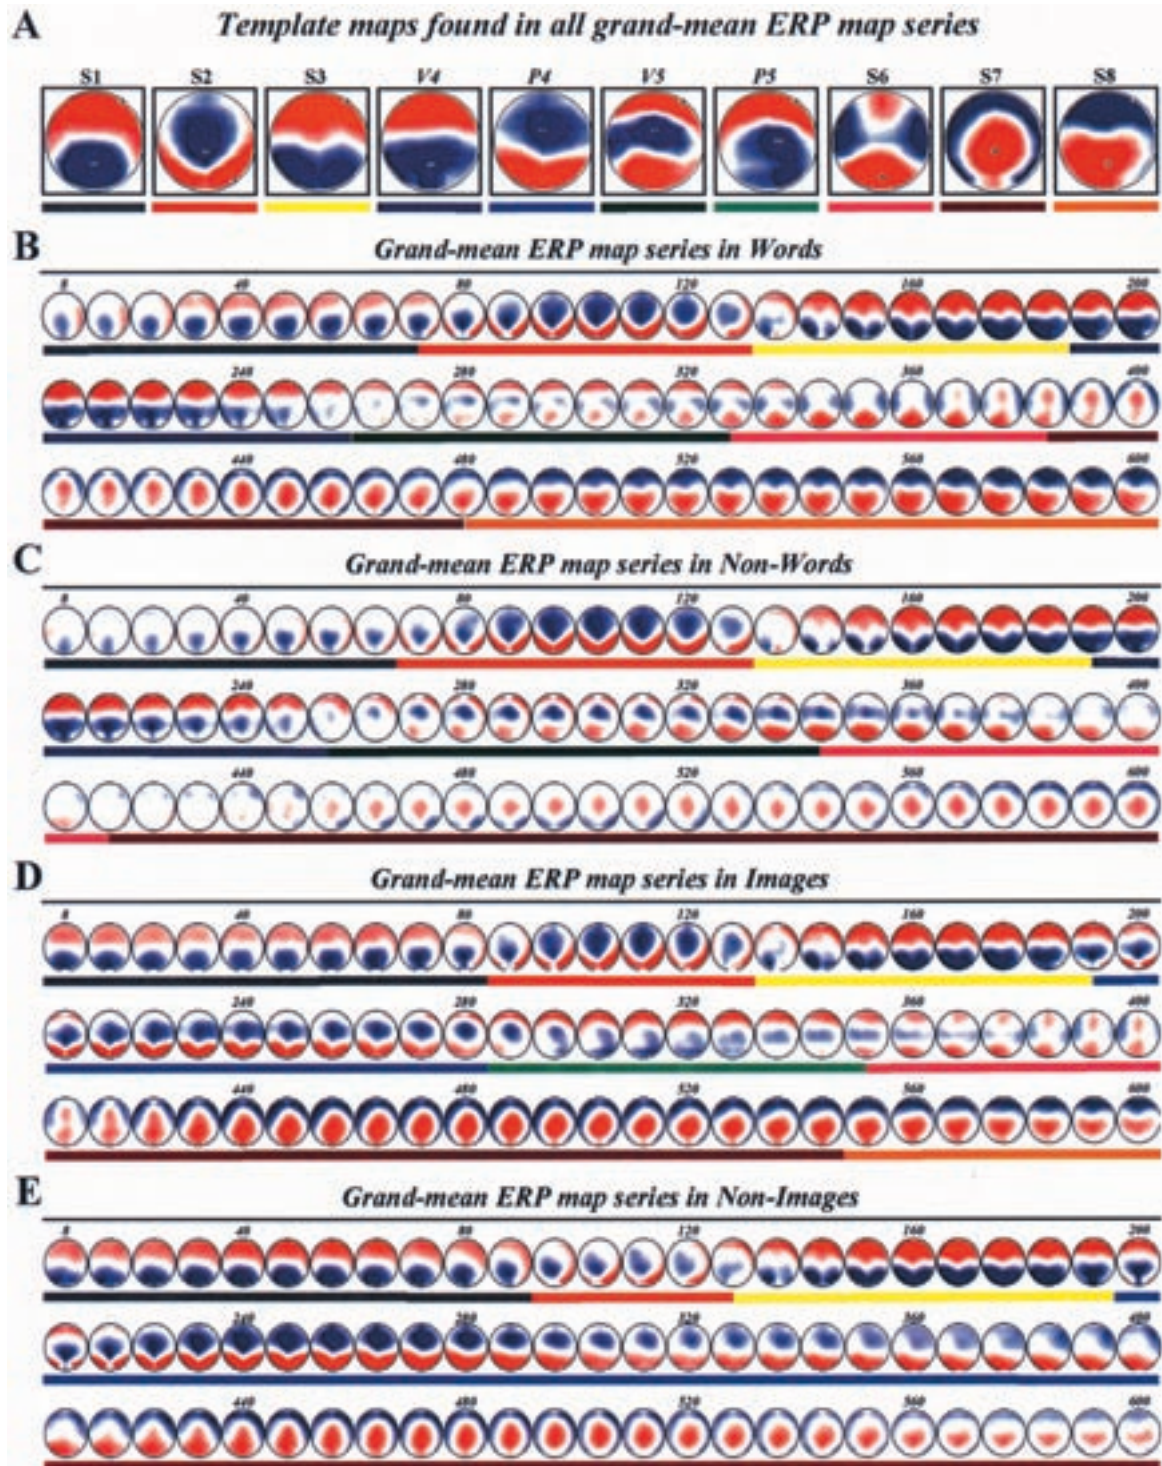 A Template maps found in all grand-mean ERP map series
S1 S2 S3 V4 P4 V5 P5 S6 S7 S8
B Grand-mean ERP map series in Words
8 40 80 120 160 200
240 280 320 360 400
440 480 520 560 600
C Grand-mean ERP map series in Non-Words
8 40 80 120 160 200
240 280 320 360 400
440 480 520 560 600
D Grand-mean ERP map series in Images
8 40 80 120 160 200
240 280 320 360 400
440 480 520 560 600
E Grand-mean ERP map series in Non-Images
8 40 80 120 160 200
240 280 320 360 400
440 480 520 560 600